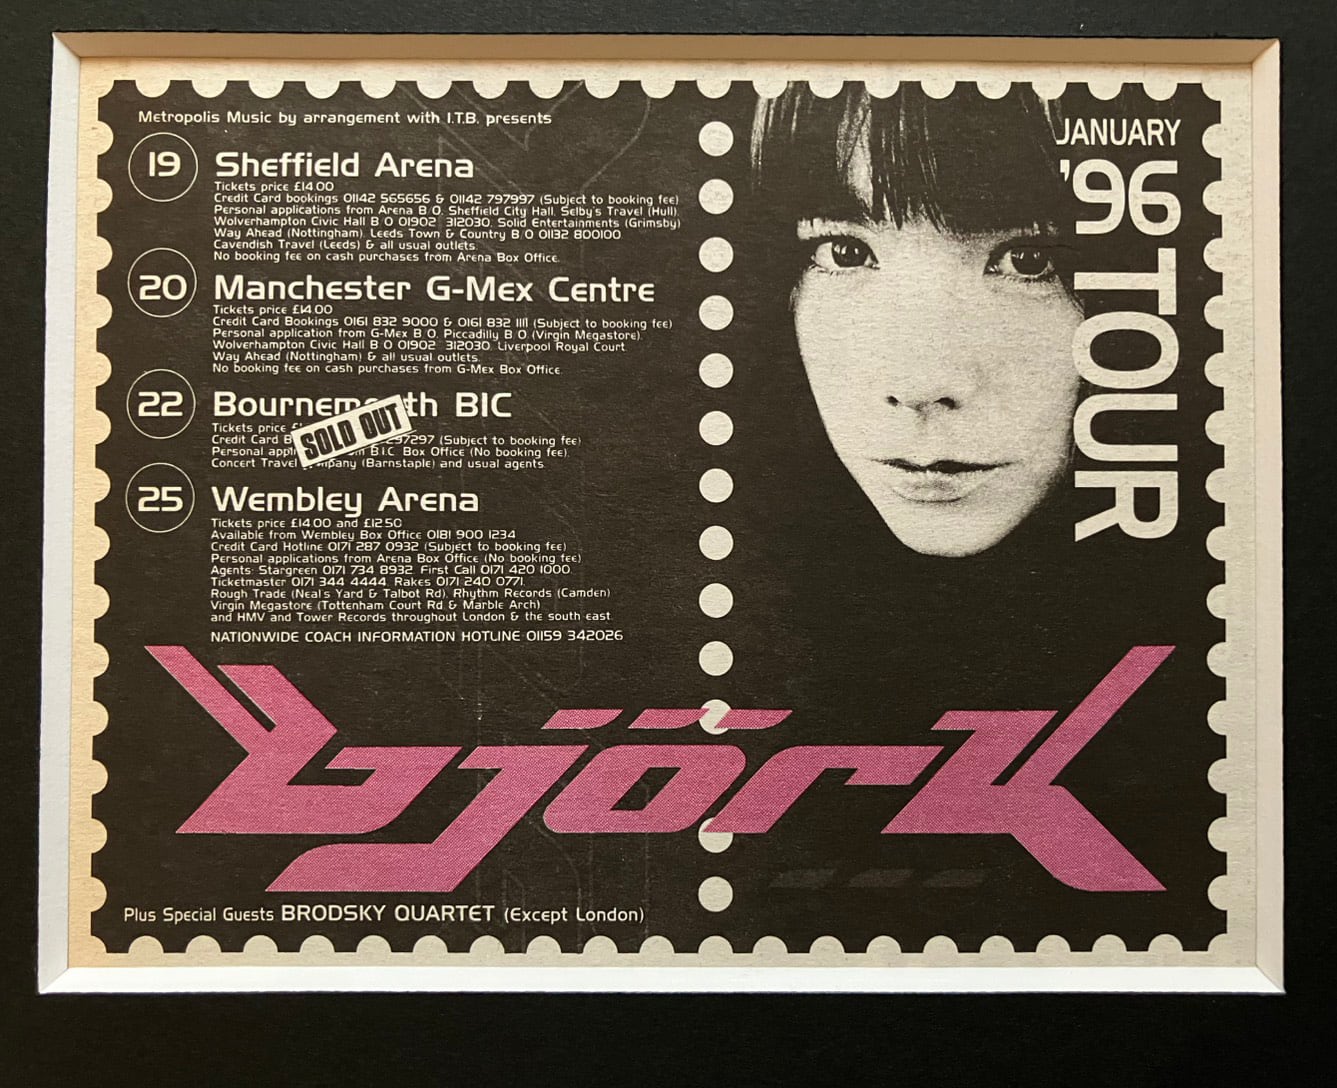 Metropolis Music by arrangement with I.T.B. presents
19 Sheffield Arena
Tickets price £14.00
Credit Card bookings 01142 565656 & 01142 797997 (Subject to booking fee)
Personal applications from Arena B.O. Sheffield City Hall, Selby's Travel (Hull)
Wolverhampton Civic Hall B.O 01902 312030. Solid Entertainments (Grimsby)
Way Ahead (Nottingham). Leeds Town & Country B/O 01132 800100
Cavendish Travel (Leeds) & all usual outlets.
No booking fee on cash purchases from Arena Box Office.
20 Manchester G-Mex Centre
Tickets price £14.00
Credit Card Bookings 0161 832 9000 & 0161 832 1111 (Subject to booking fee)
Personal application from G-Mex B.O. Piccadilly B.O. (Virgin Megastore).
Wolverhampton Civic Hall B.O 01902 312030. Liverpool Royal Court.
Way Ahead (Nottingham) & all usual outlets.
No booking fee on cash purchases from G-Mex Box Office.
22 Bournemouth BIC
SOLD OUT
Tickets price
Credit Card 297297 (Subject to booking fee)
Personal B.I.C. Box Office (No booking fee).
Concert Travel Company (Barnstaple) and usual agents.
25 Wembley Arena
Tickets price £14.00 and £12.50
Available from Wembley Box Office 0181 900 1234
Credit Card Hotline 0171 287 0932 (Subject to booking fee)
Personal applications from Arena Box Office (No booking fee)
Agents: Stargreen 0171 734 8932. First Call 0171 420 1000.
Ticketmaster 0171 344 4444, Rakes 0171 240 0771.
Rough Trade (Neal's Yard & Talbot Rd), Rhythm Records (Camden)
Virgin Megastore (Tottenham Court Rd & Marble Arch)
and HMV and Tower Records throughout London & the south east.
NATIONWIDE COACH INFORMATION HOTLINE 01159 342026
JANUARY
'96 TOUR
björk
Plus Special Guests BRODSKY QUARTET (Except London)